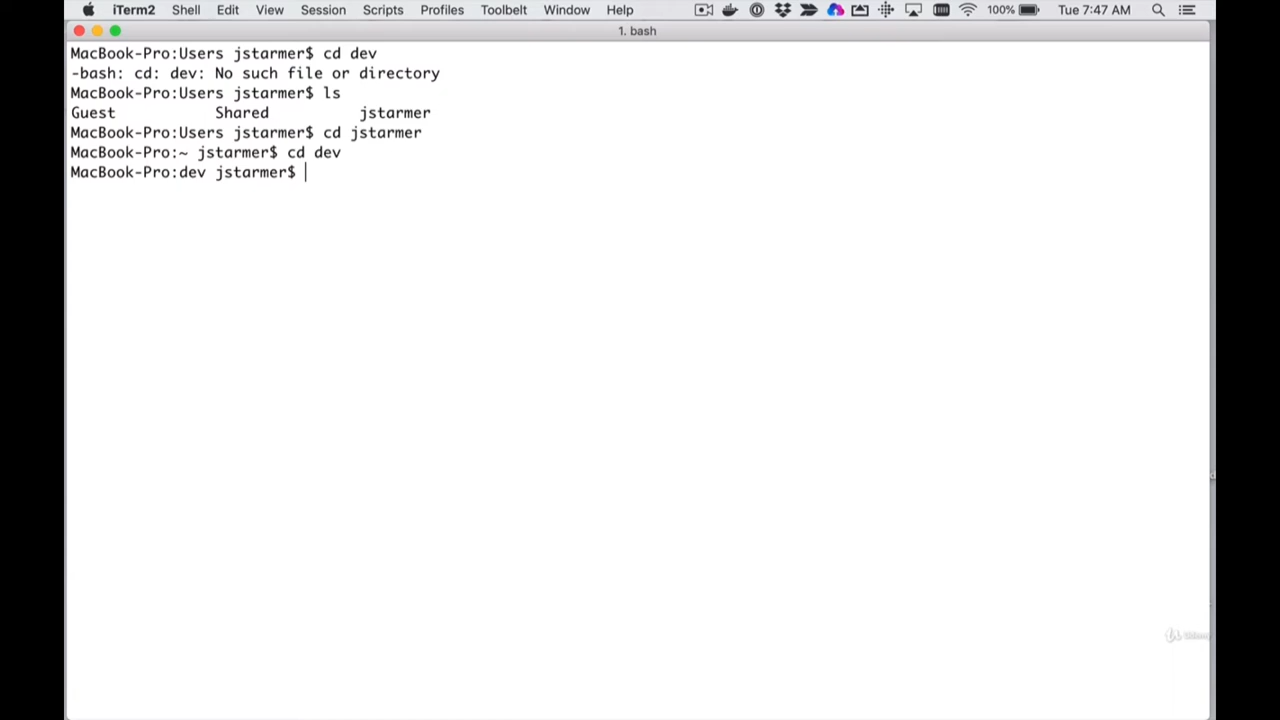 iTerm2 Shell Edit View Session Scripts Profiles Toolbelt Window Help 100% Tue 7:47 AM
1. bash
MacBook-Pro:Users jstarmer$ cd dev
-bash: cd: dev: No such file or directory
MacBook-Pro:Users jstarmer$ ls
Guest Shared jstarmer
MacBook-Pro:Users jstarmer$ cd jstarmer
MacBook-Pro:~ jstarmer$ cd dev
MacBook-Pro:dev jstarmer$